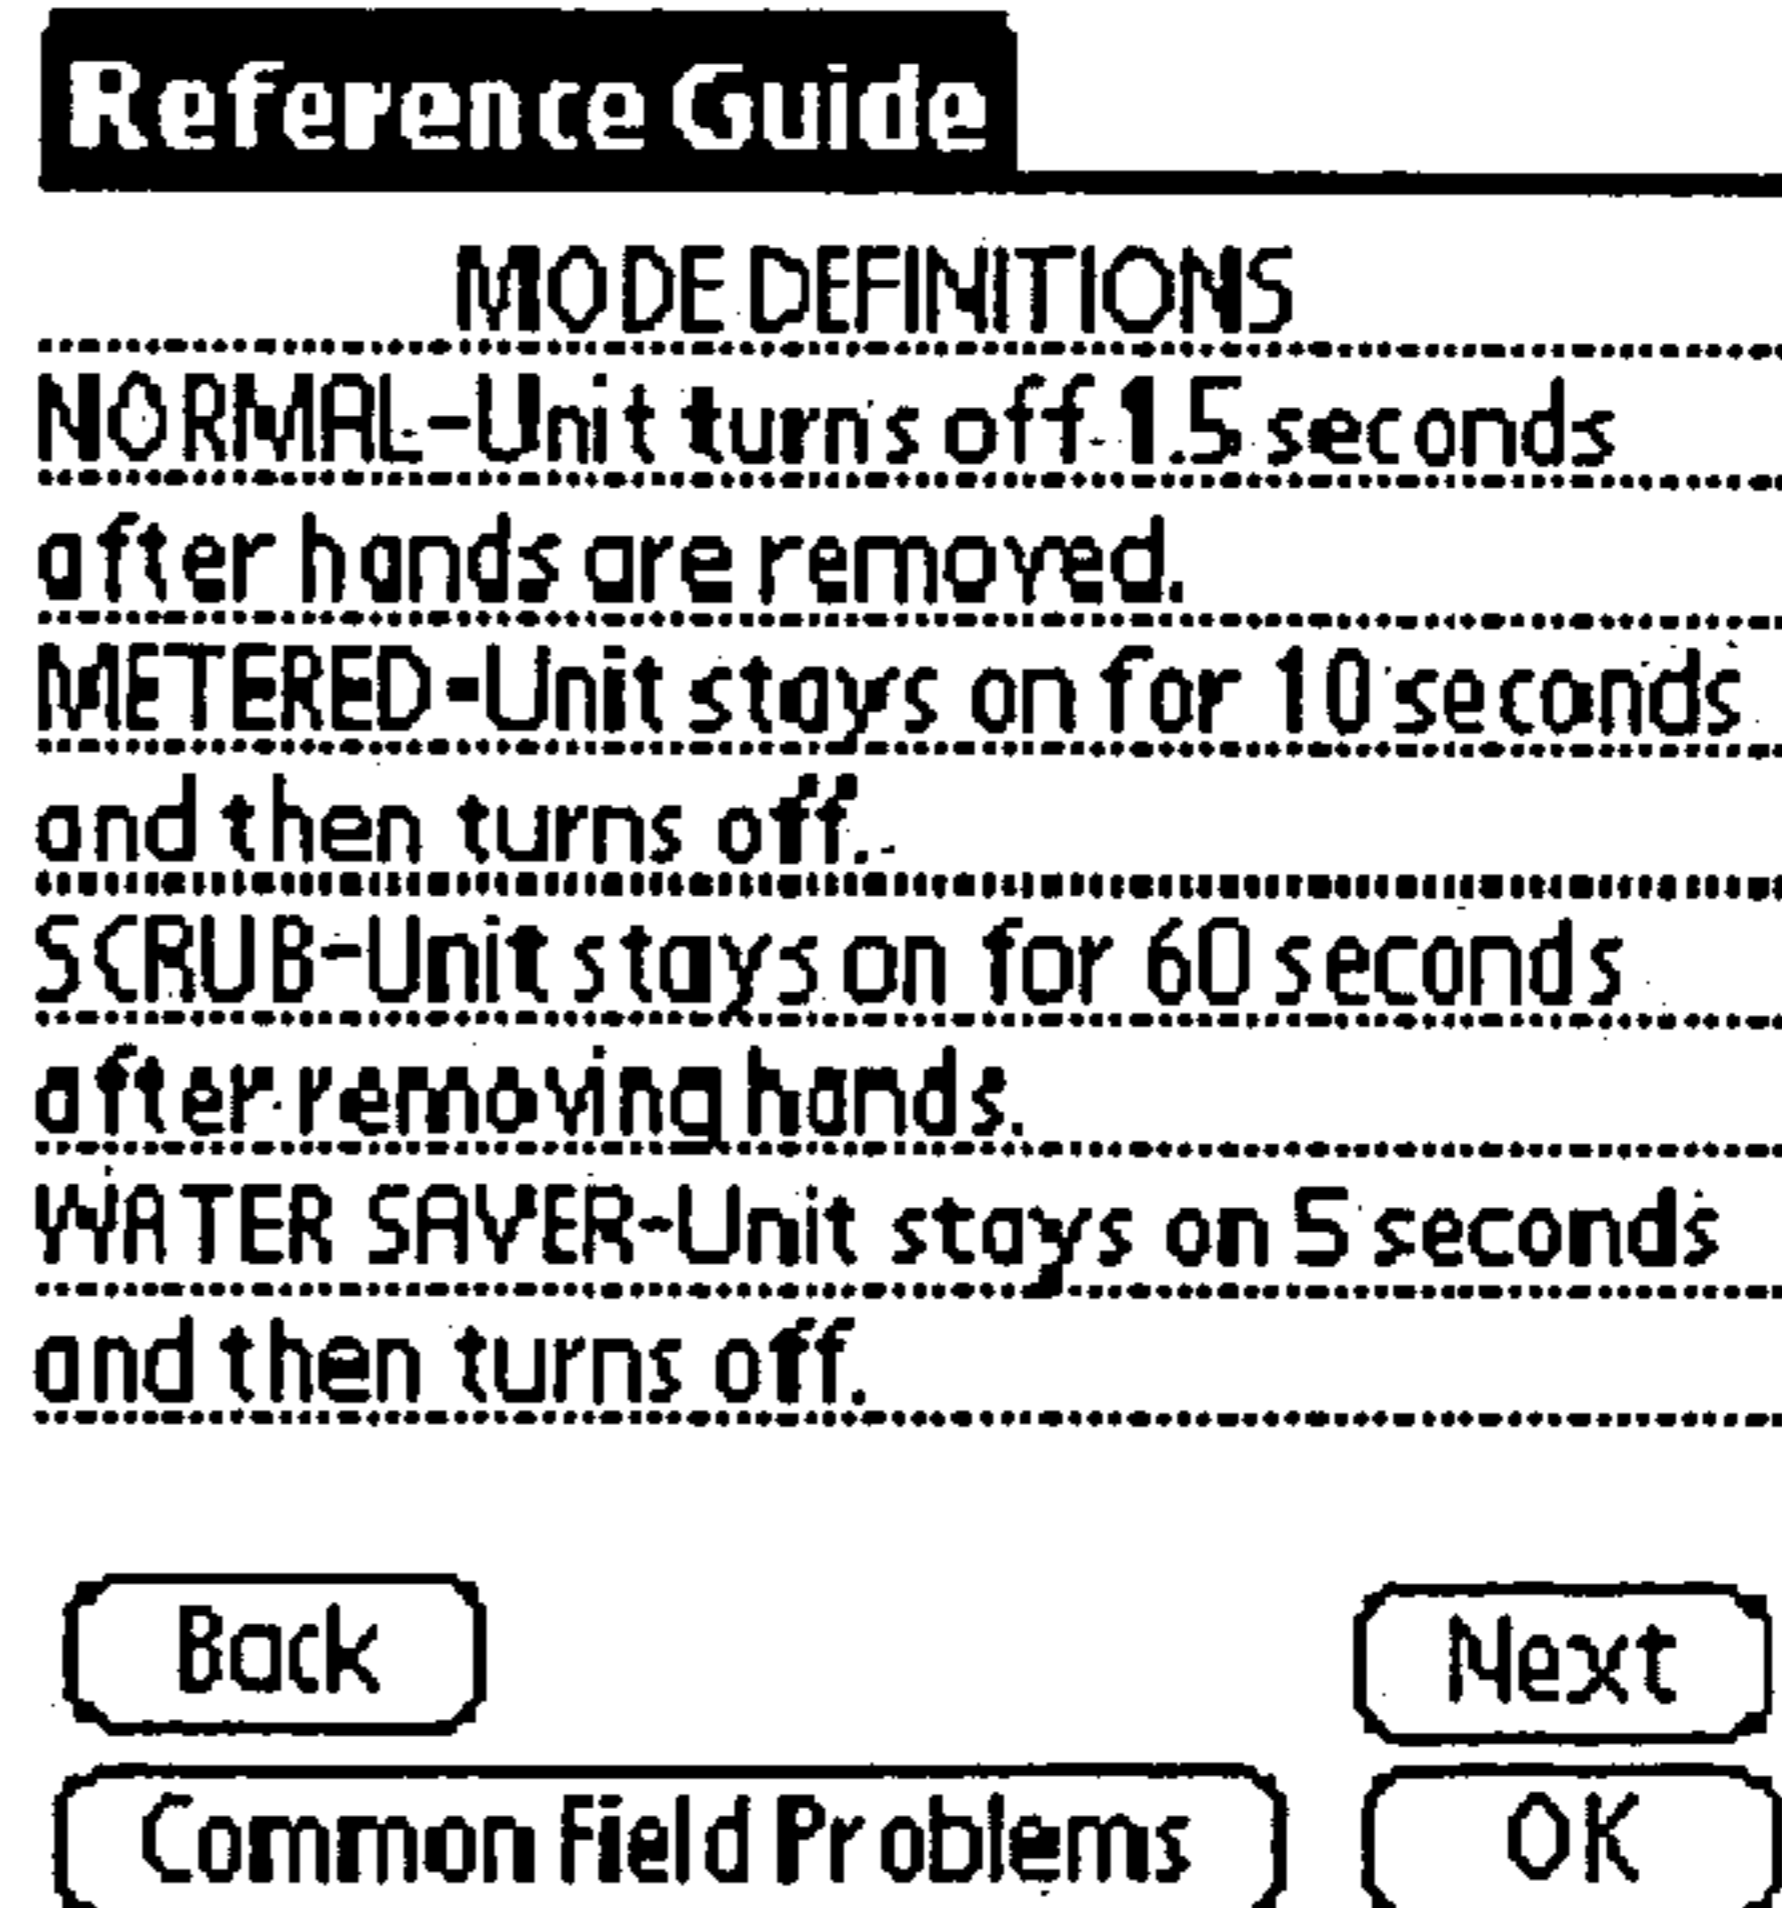 Reference Guide
MODE DEFINITIONS
NORMAL-Unit turns off 1.5 seconds
after hands are removed.
METERED-Unit stays on for 10 seconds
and then turns off.
SCRUB-Unit stays on for 60 seconds
after removing hands.
WATER SAVER-Unit stays on 5 seconds
and then turns off.
Back
Next
Common Field Problems
OK